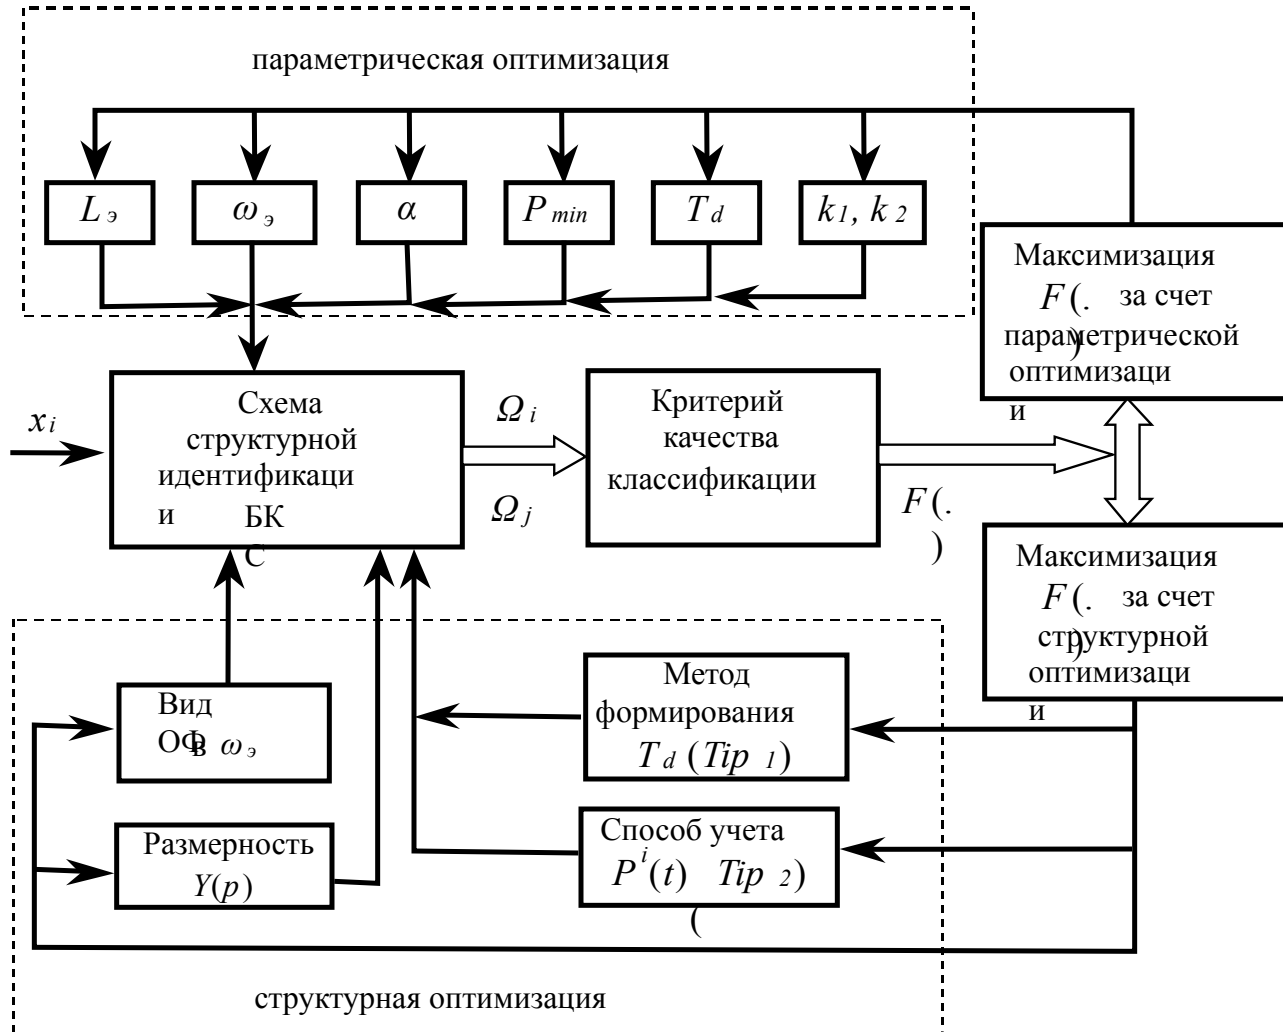 параметрическая оптимизация
L э
ω э
α
P min
T d
k 1 , k 2
Максимизация
F (. за счет
)
параметрической
оптимизаци
и
x i
Схема
структурной
идентификаци
и БК
С
Ω i
Ω j
Критерий
качества
классификации
F (.
)
Максимизация
F (. за счет
)
структурной
оптимизаци
и
Вид
ОФ
в ω э
Размерность
Y(p)
Метод
формирования
T d (Tip 1 )
Способ учета
P i (t) Tip 2 )
(
структурная оптимизация